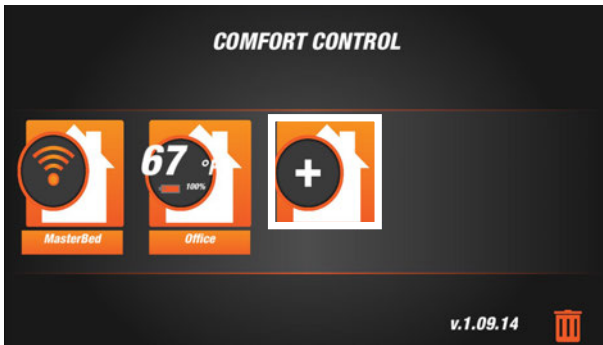 COMFORT CONTROL
67 °F
100%
MasterBed
Office
+
v.1.09.14